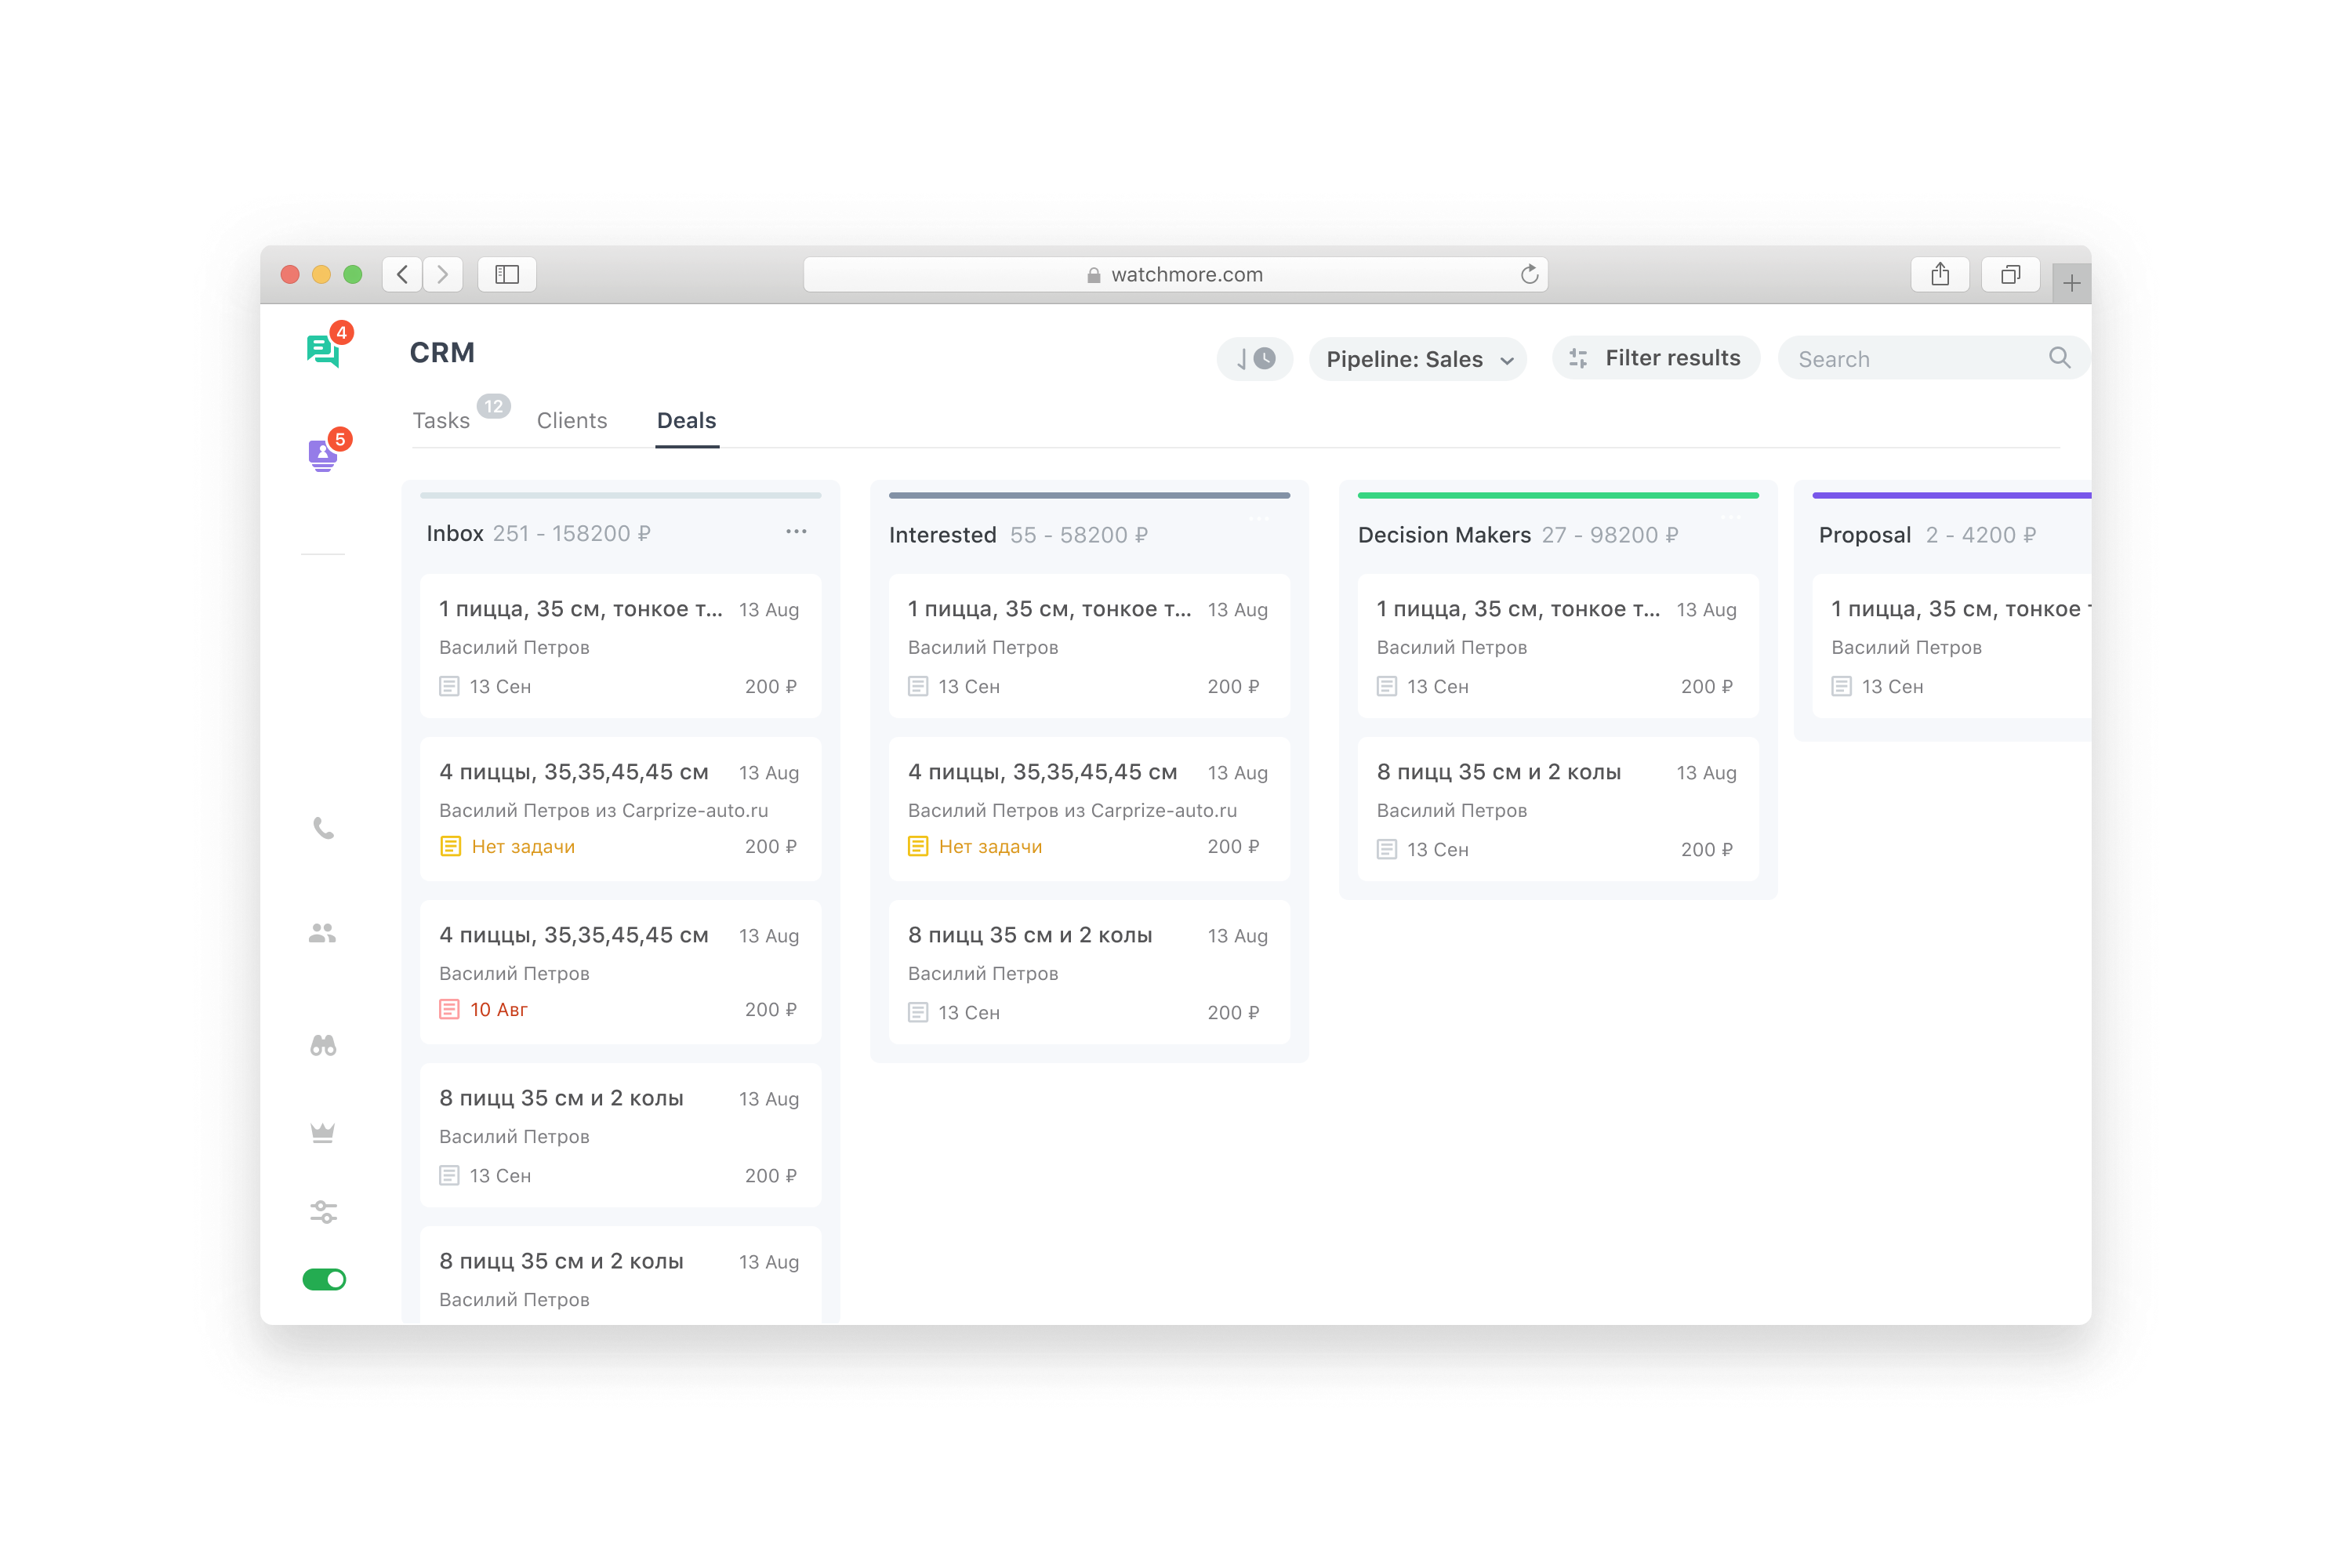 watchmore.com
4
CRM
Pipeline: Sales
Filter results
Search
Tasks 12 Clients Deals
5
Inbox 251 - 158200 ₽ ...
1 пицца, 35 см, тонкое т... 13 Aug
Василий Петров
13 Сен 200 ₽
4 пиццы, 35,35,45,45 см 13 Aug
Василий Петров из Carprize-auto.ru
Нет задачи 200 ₽
4 пиццы, 35,35,45,45 см 13 Aug
Василий Петров
10 Авг 200 ₽
8 пицц 35 см и 2 колы 13 Aug
Василий Петров
13 Сен 200 ₽
8 пицц 35 см и 2 колы 13 Aug
Василий Петров
Interested 55 - 58200 ₽
1 пицца, 35 см, тонкое т... 13 Aug
Василий Петров
13 Сен 200 ₽
4 пиццы, 35,35,45,45 см 13 Aug
Василий Петров из Carprize-auto.ru
Нет задачи 200 ₽
8 пицц 35 см и 2 колы 13 Aug
Василий Петров
13 Сен 200 ₽
Decision Makers 27 - 98200 ₽
1 пицца, 35 см, тонкое т... 13 Aug
Василий Петров
13 Сен 200 ₽
8 пицц 35 см и 2 колы 13 Aug
Василий Петров
13 Сен 200 ₽
Proposal 2 - 4200 ₽
1 пицца, 35 см, тонкое
Василий Петров
13 Сен